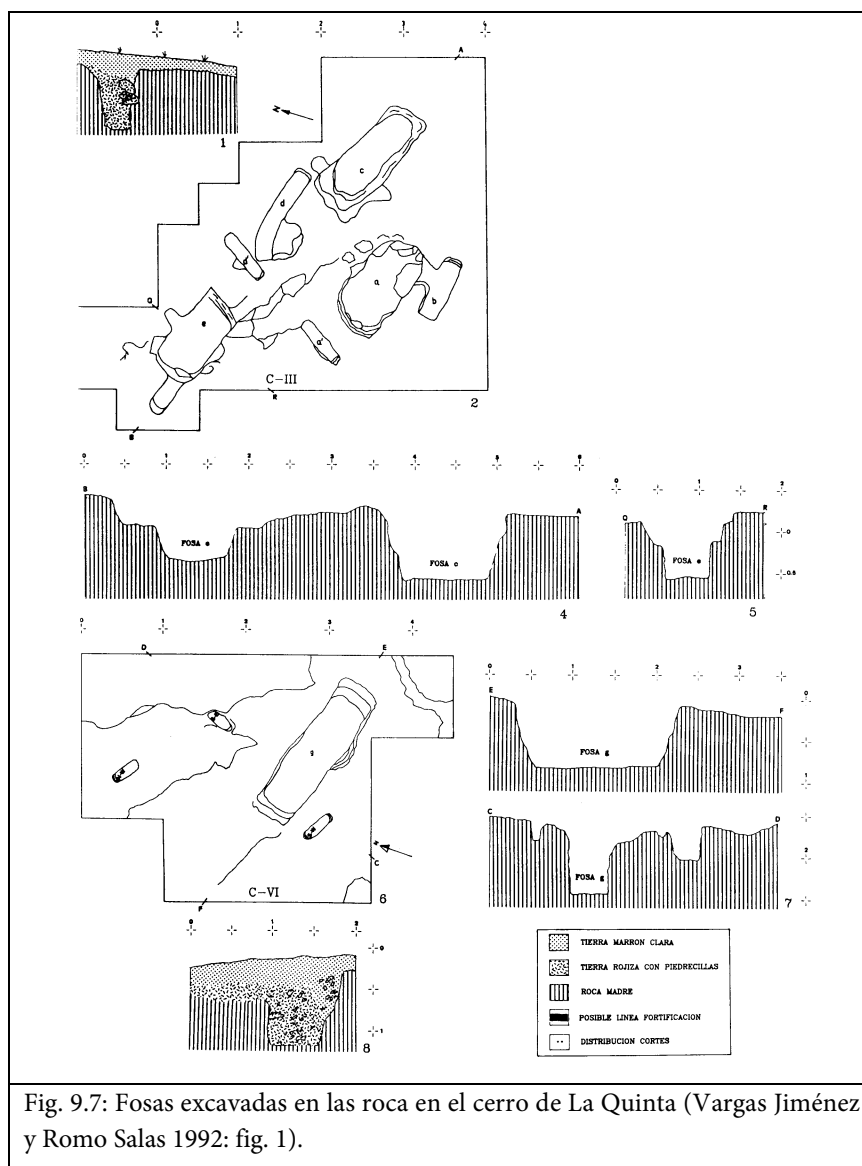 0 1 2 3 4
A
1
N
c
d
d'
a
b
Q
e
a'
C-III
R
2
B
0 1 2 3 4 5 6
B
A
FOSA e
FOSA c
4
0 1 2
Q
R
0
FOSA e
0.5
5
0 1 2 3 4
D
E
g
N
C
C-VI
6
F
0 1 2 3
E
F
0
FOSA g
1
C
D
2
FOSA g
7
0 1 2
0
1
8
TIERRA MARRON CLARA
TIERRA ROJIZA CON PIEDRECILLAS
ROCA MADRE
POSIBLE LINEA FORTIFICACION
DISTRIBUCION CORTES
Fig. 9.7: Fosas excavadas en las roca en el cerro de La Quinta (Vargas Jiménez
y Romo Salas 1992: fig. 1).